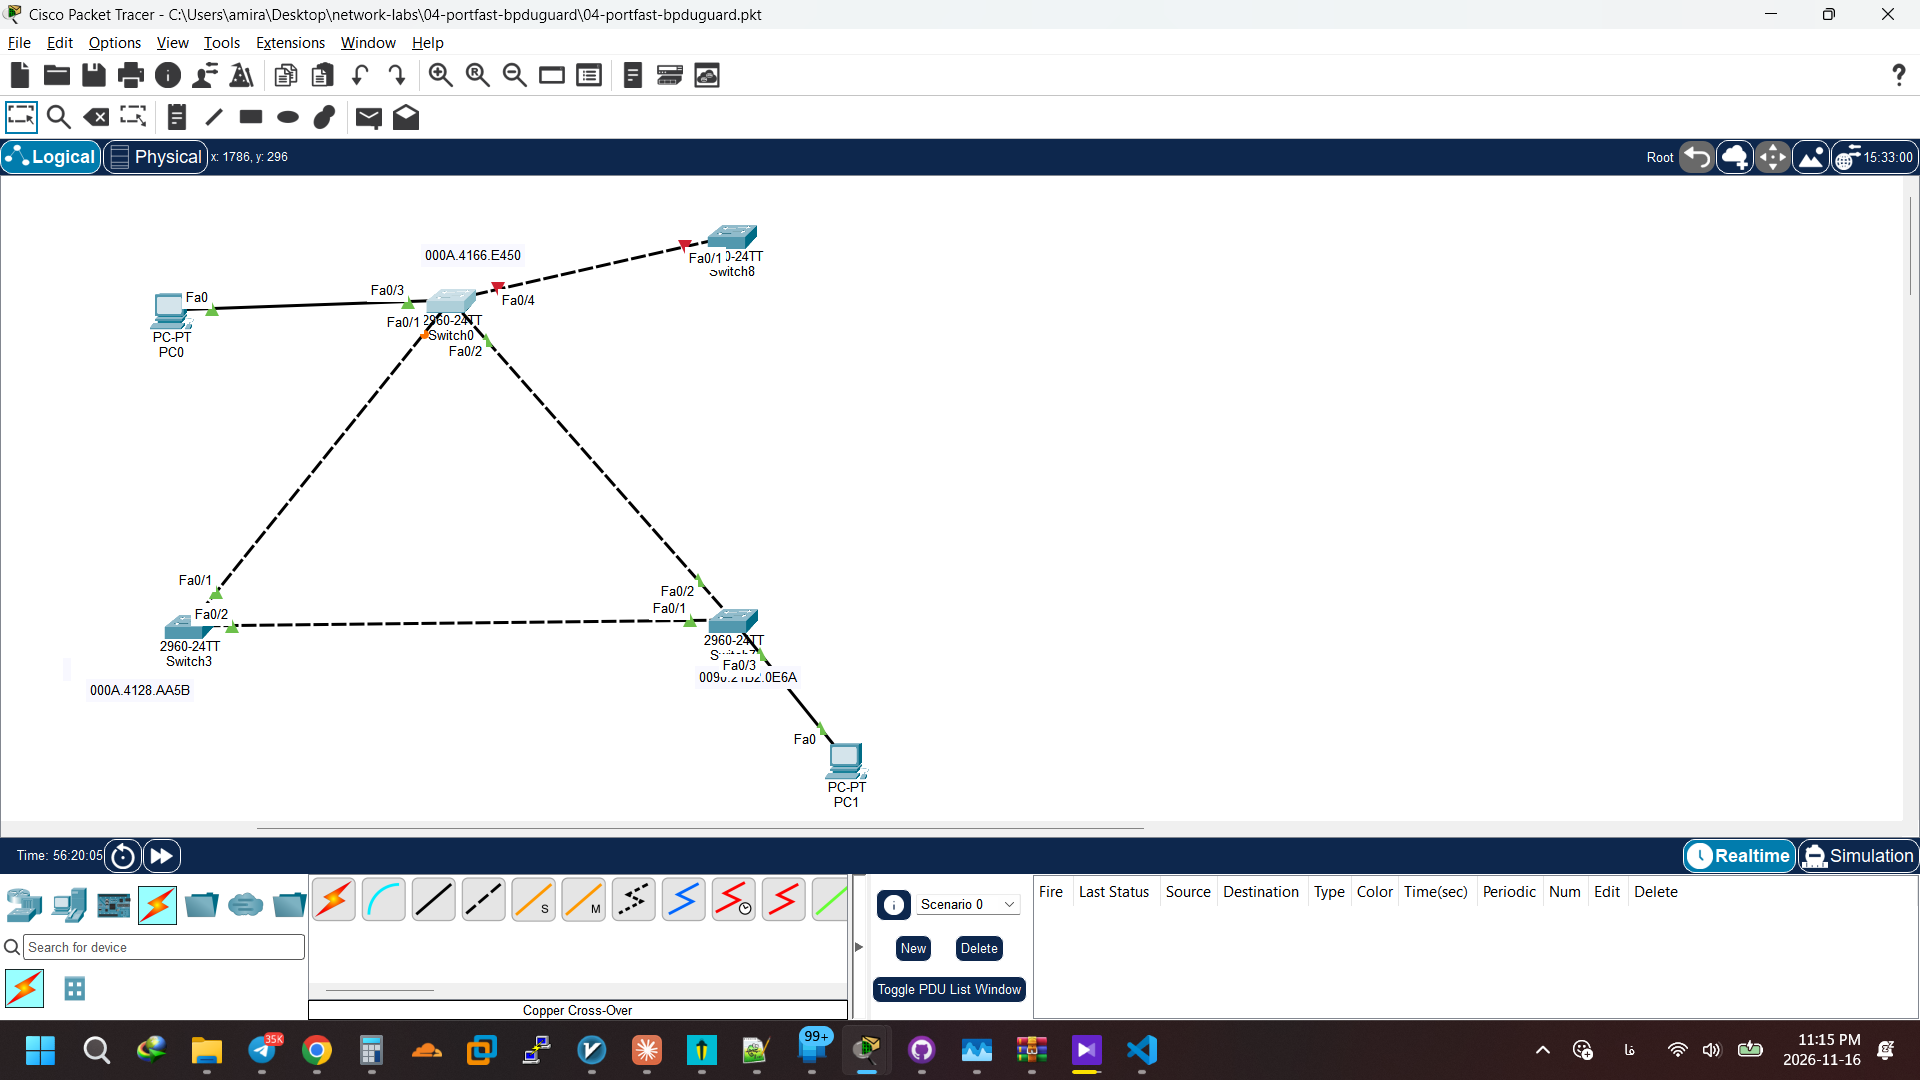 Cisco Packet Tracer - C:\Users\amira\Desktop\network-labs\04-portfast-bpduguard\04-portfast-bpduguard.pkt
File Edit Options View Tools Extensions Window Help
Logical Physical x: 1786, y: 296 Root 15:33:00
000A.4166.E450
Fa0/1 0-24TT
Switch8
Fa0 Fa0/3 Fa0/4
PC-PT
PC0
Fa0/1 2960-24TT
Switch0
Fa0/2
Fa0/1
Fa0/2
2960-24TT
Switch3
000A.4128.AA5B
Fa0/2
Fa0/1
2960-24TT
Fa0/3
Fa0
PC-PT
PC1
Time: 56:20:05 Realtime Simulation
Search for device
S M
Copper Cross-Over
Scenario 0
New Delete
Toggle PDU List Window
Fire Last Status Source Destination Type Color Time(sec) Periodic Num Edit Delete
35K
99+
فا
11:15 PM
2026-11-16